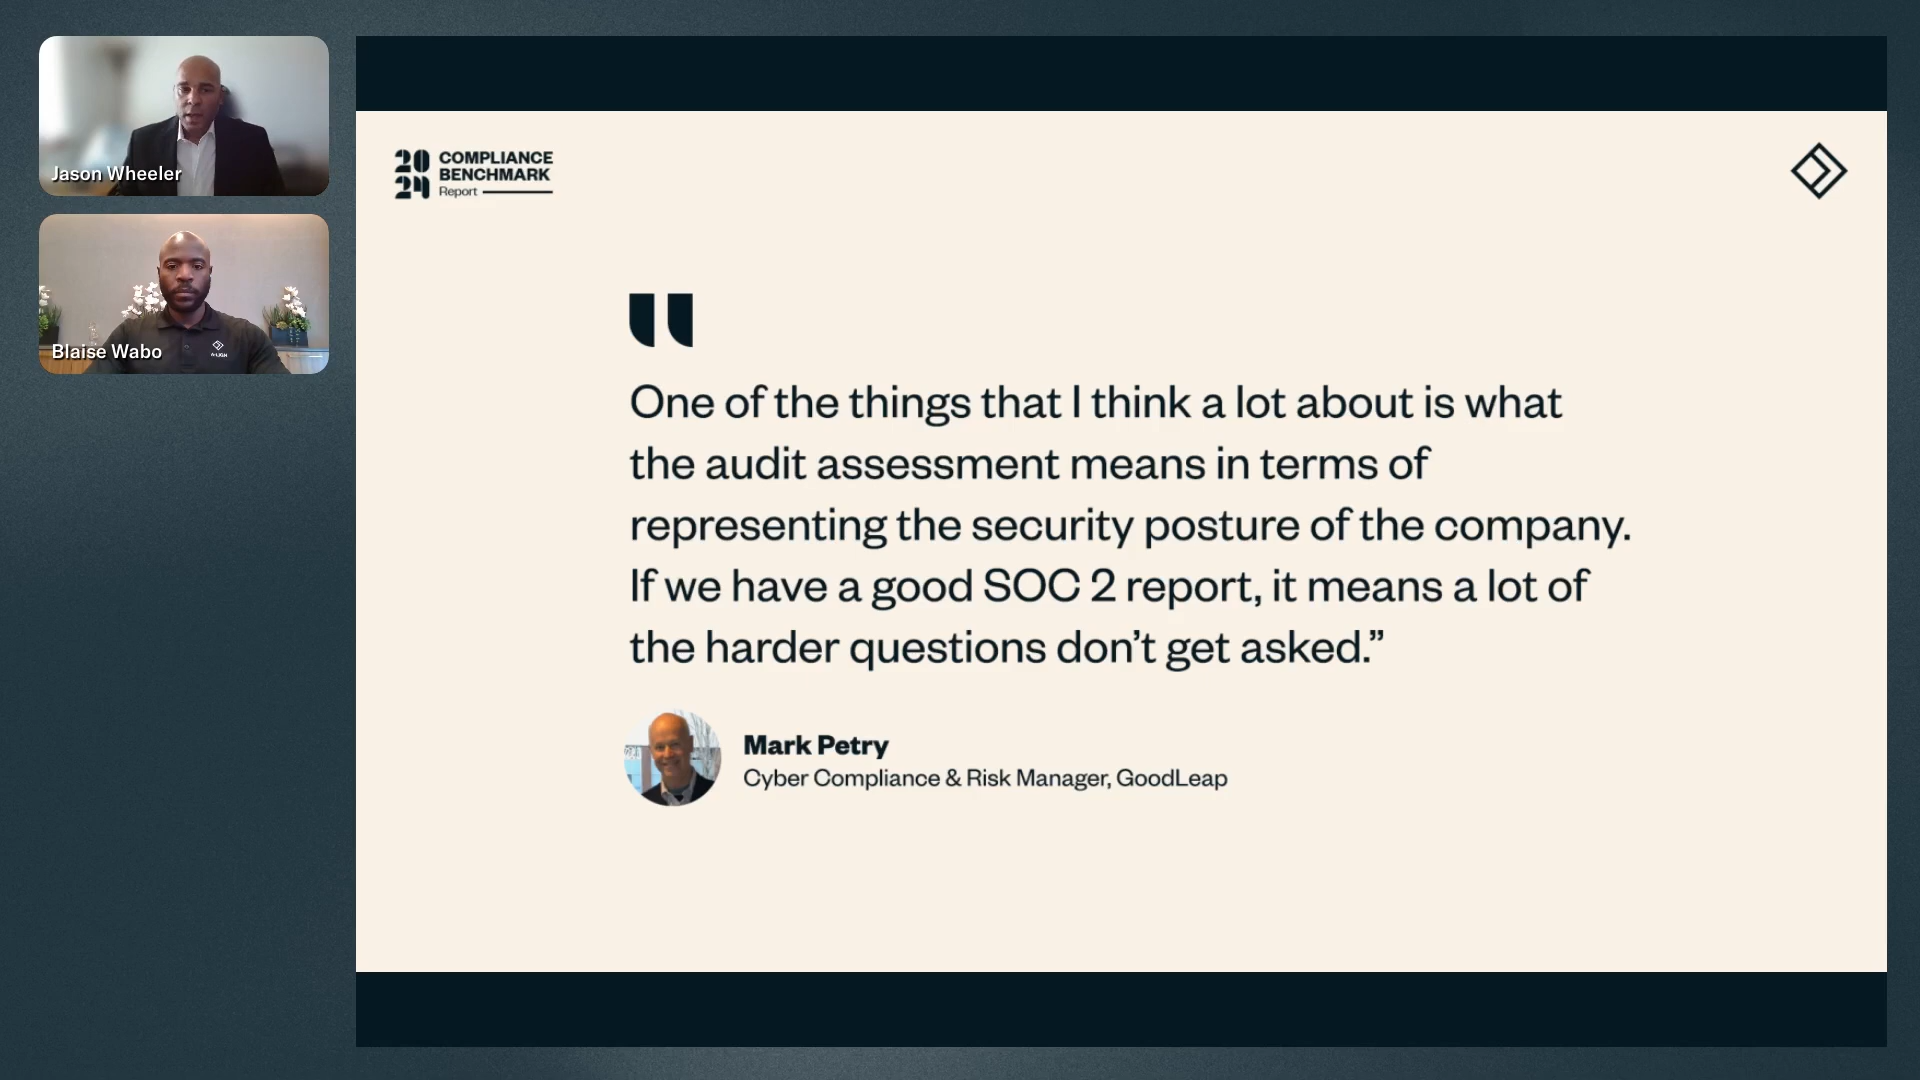 Jason Wheeler
Blaise Wabo
A-LIGN
2024 COMPLIANCE
BENCHMARK
Report
One of the things that I think a lot about is what
the audit assessment means in terms of
representing the security posture of the company.
If we have a good SOC 2 report, it means a lot of
the harder questions don’t get asked.”
Mark Petry
Cyber Compliance & Risk Manager, GoodLeap